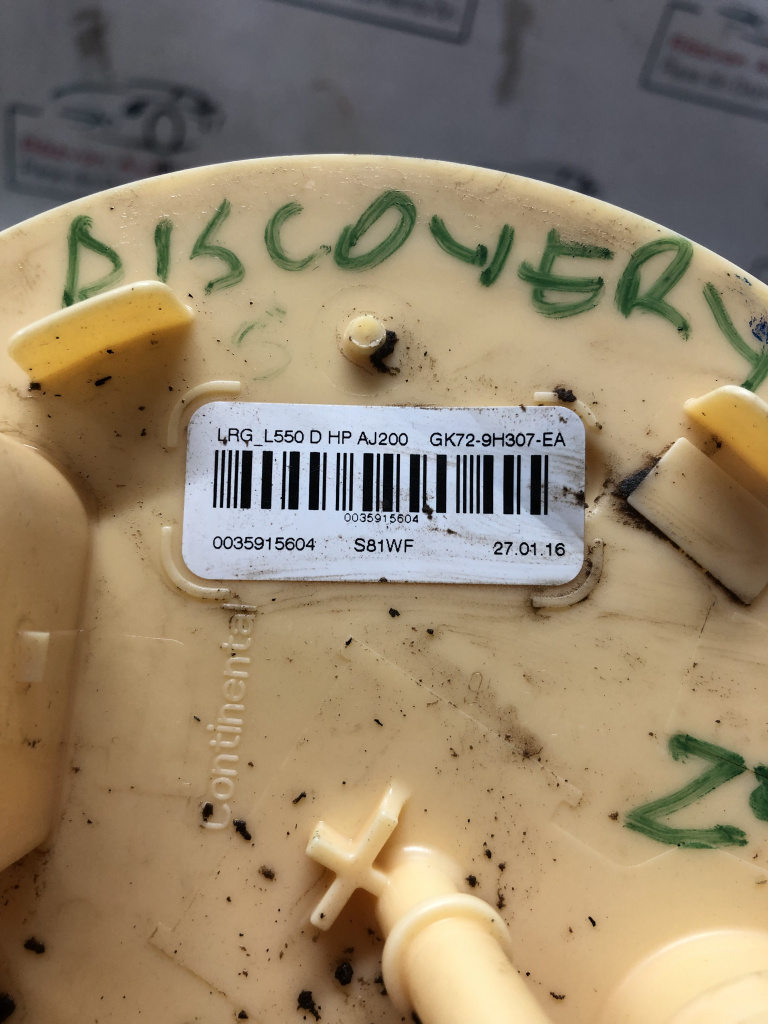 DISCOVERY
S
LRG_L550 D HP AJ200 GK72-9H307-EA
0035915604
0035915604 S81WF 27.01.16
Continental